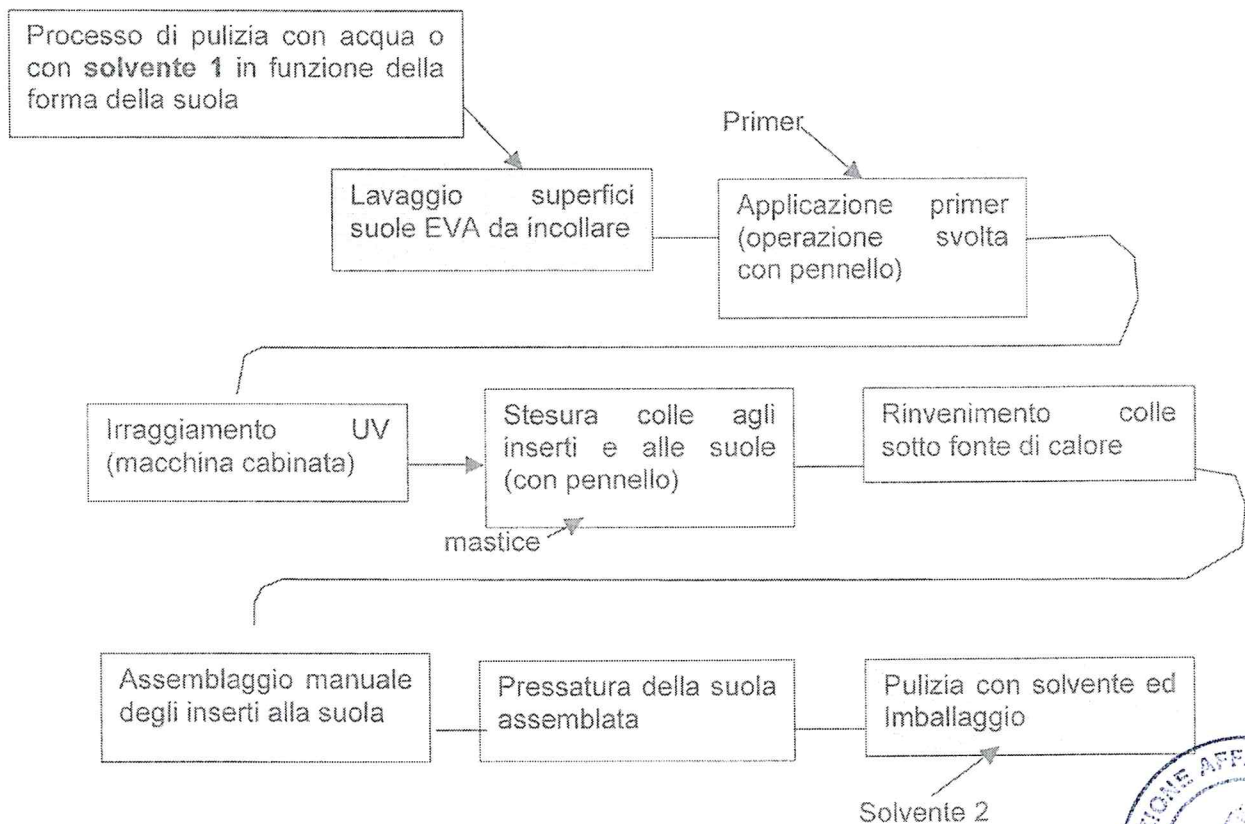 Processo di pulizia con acqua o
con solvente 1 in funzione della
forma della suola
Primer
Lavaggio superfici
suole EVA da incollare
Applicazione primer
(operazione svolta
con pennello)
Irraggiamento UV
(macchina cabinata)
Stesura colle agli
inserti e alle suole
(con pennello)
mastice
Rinvenimento colle
sotto fonte di calore
Assemblaggio manuale
degli inserti alla suola
Pressatura della suola
assemblata
Pulizia con solvente ed
Imballaggio
Solvente 2